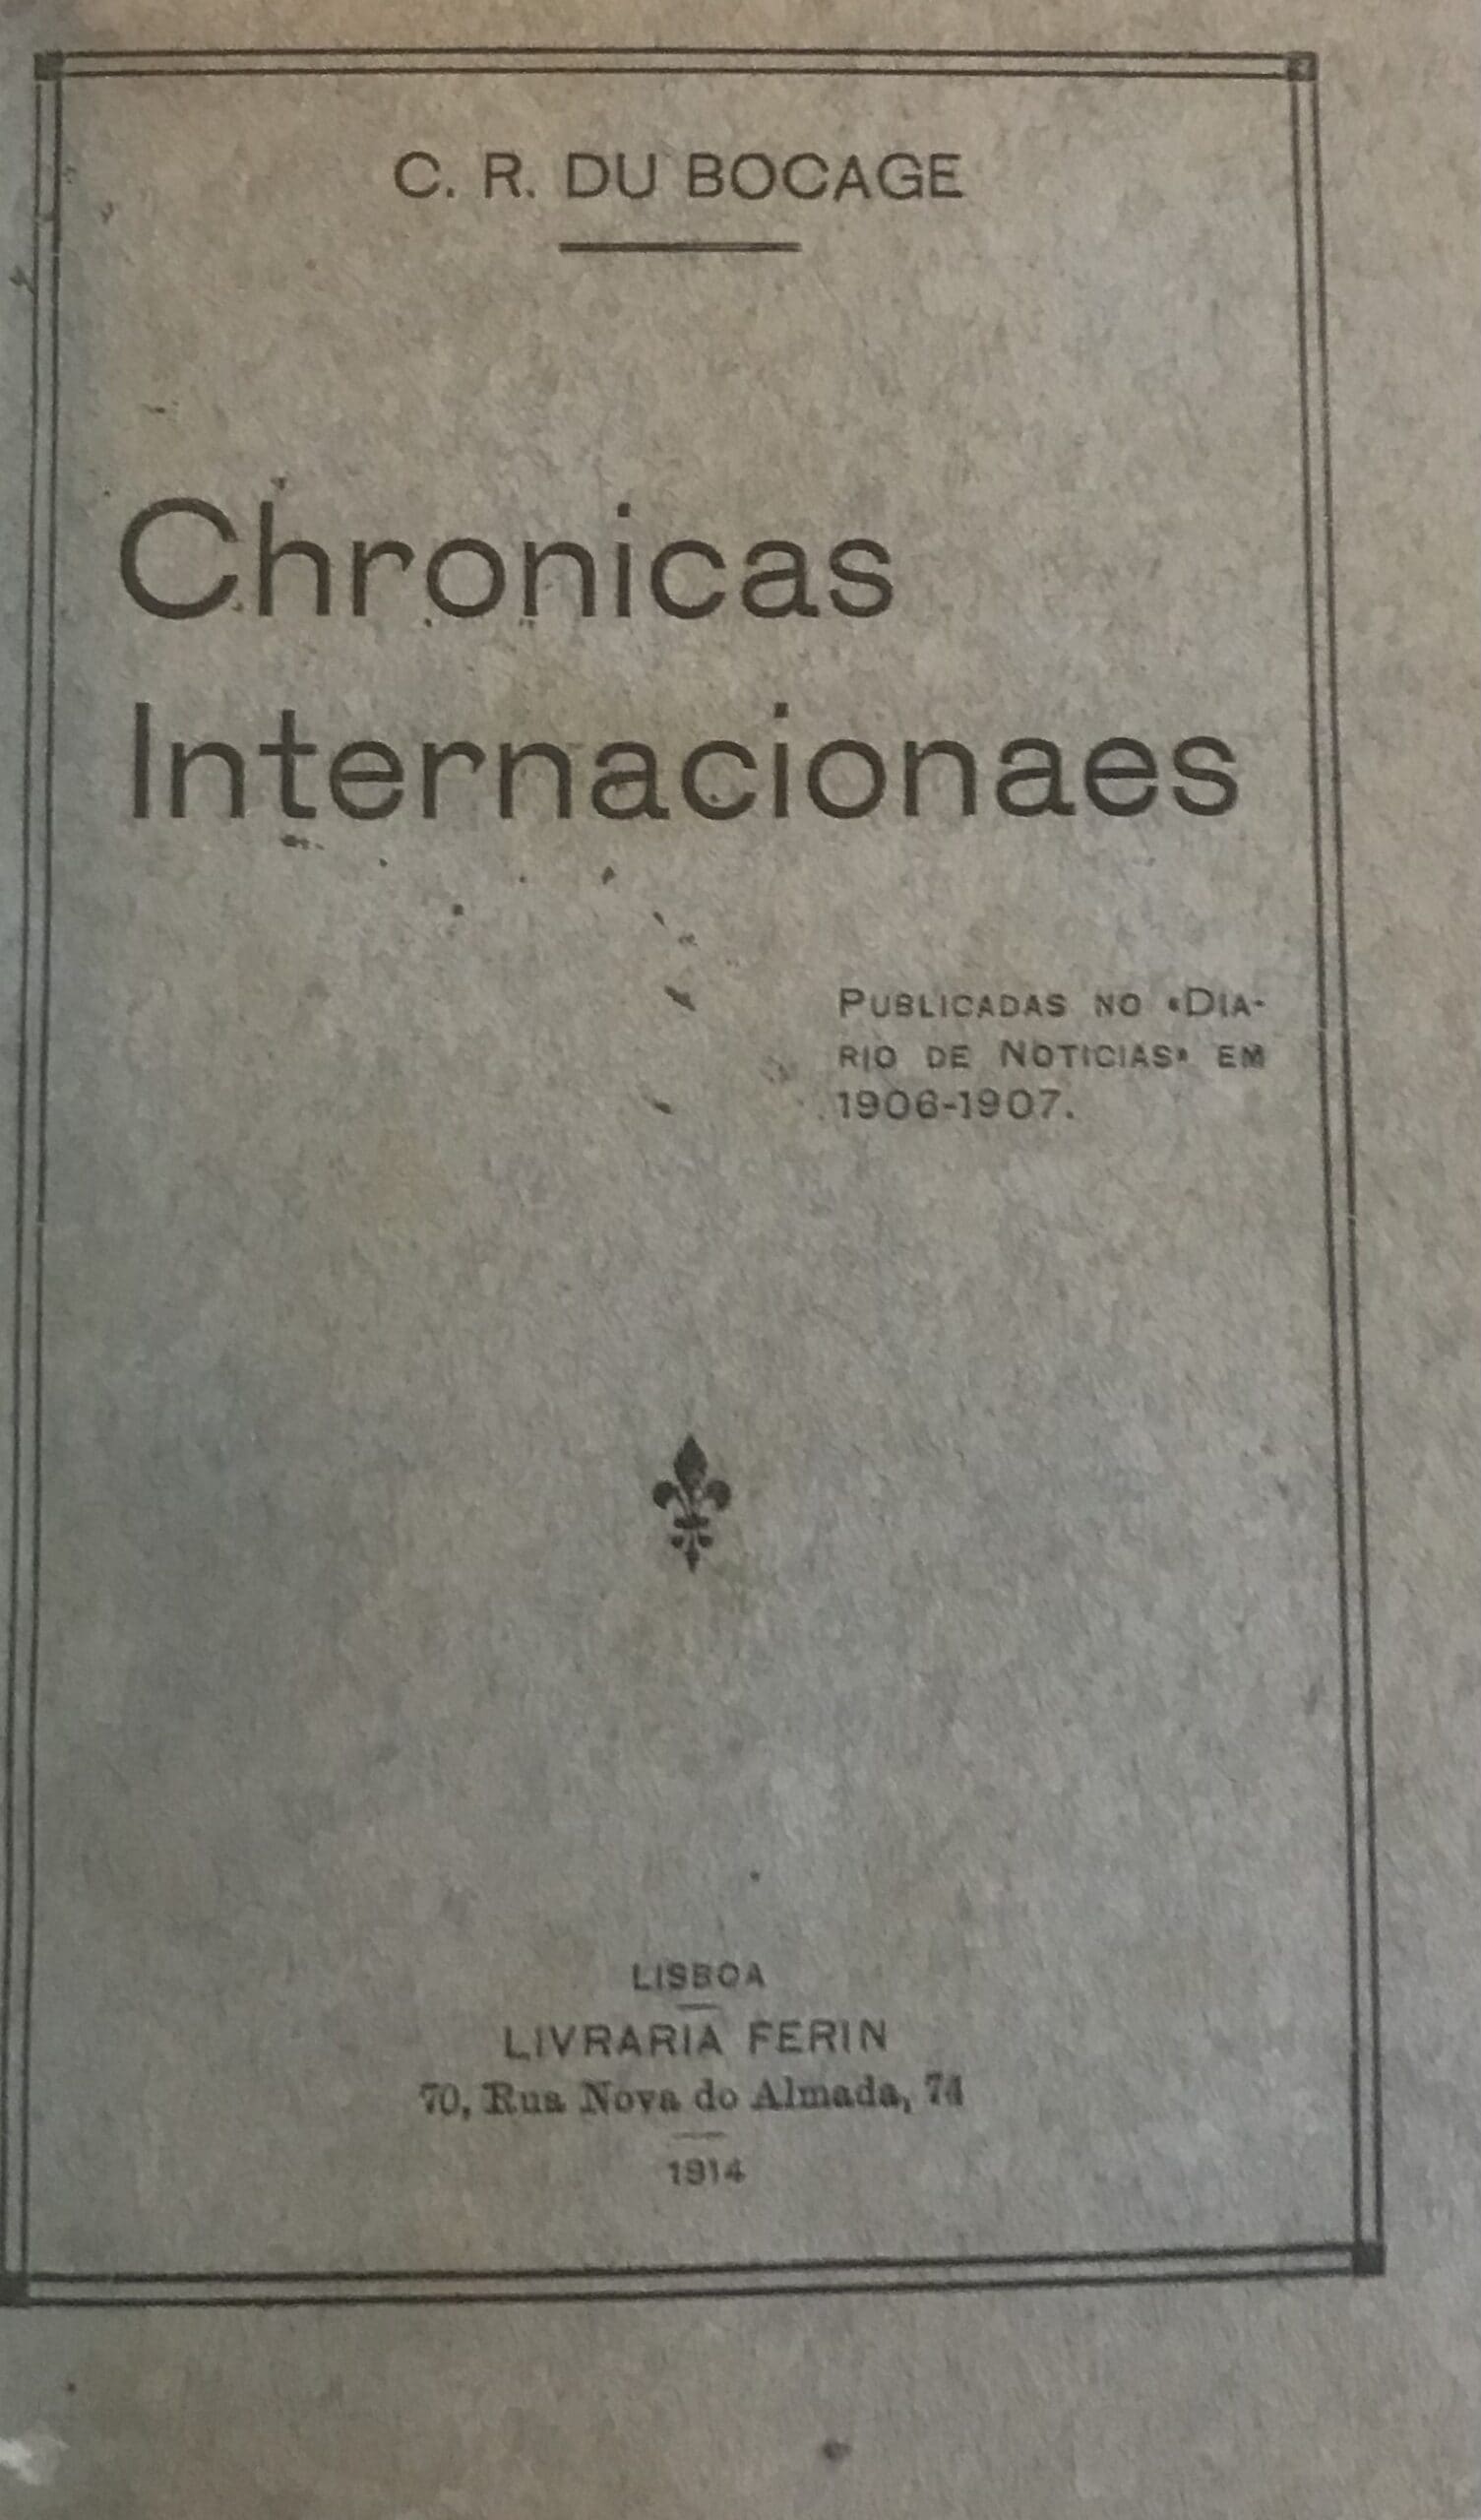 C. R. DU BOCAGE
Chronicas
Internacionaes
PUBLICADAS NO «DIA-
RIO DE NOTICIAS» EM
1906-1907.
LISBOA
LIVRARIA FERIN
70, Rua Nova do Almada, 74
1914